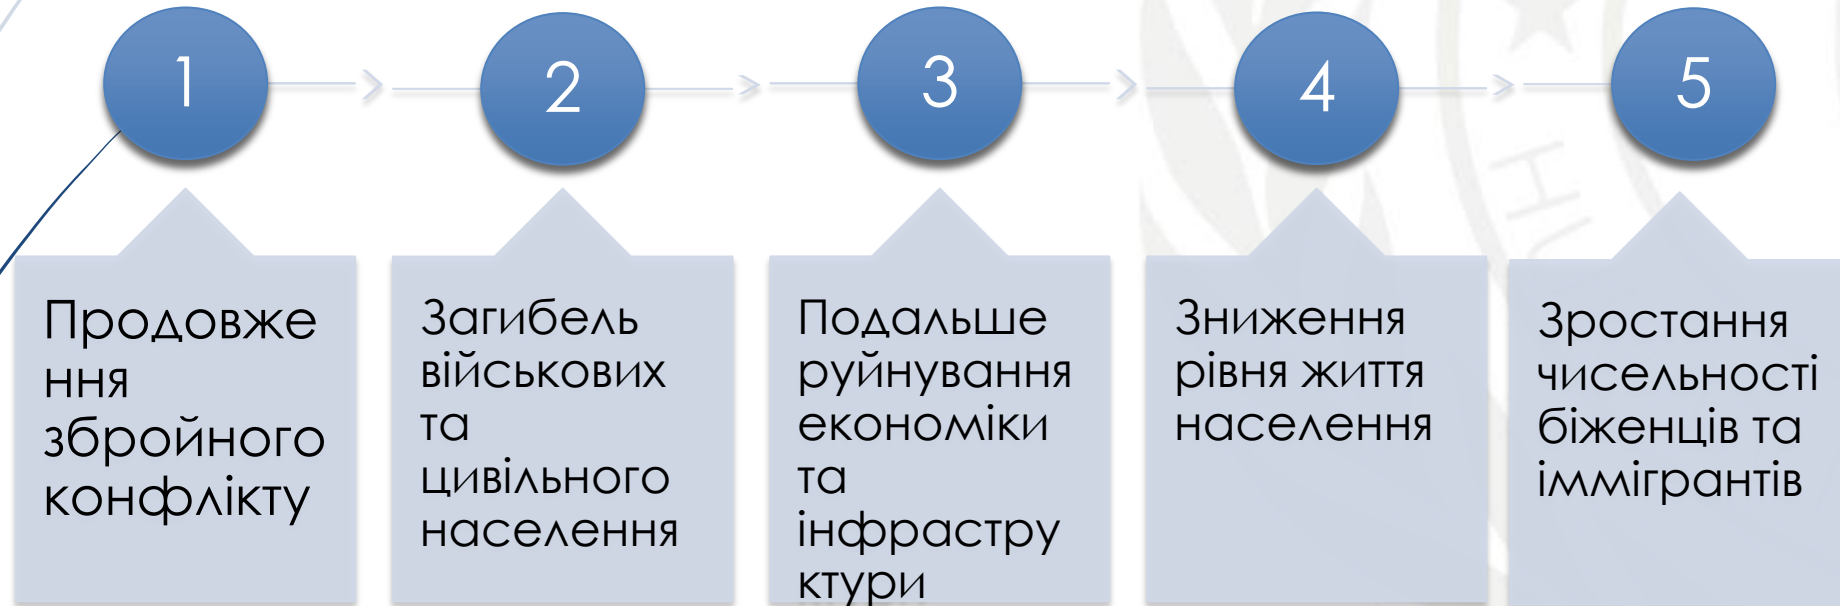 1
2
3
4
5
Продовже
ння
збройного
конфлікту
Загибель
військових
та
цивільного
населення
Подальше
руйнування
економіки
та
інфрастру
ктури
Зниження
рівня життя
населення
Зростання
чисельності
біженців та
іммігрантів